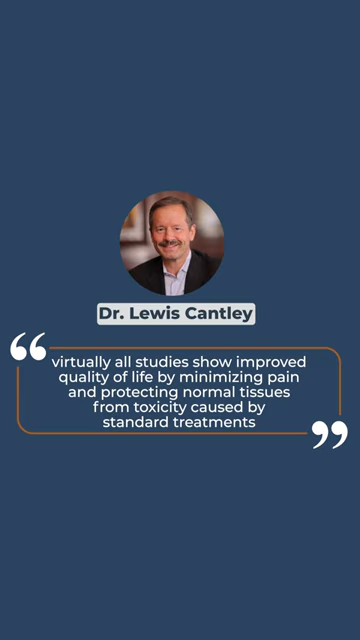 Dr. Lewis Cantley
“
virtually all studies show improved
quality of life by minimizing pain
and protecting normal tissues
from toxicity caused by
standard treatments
”